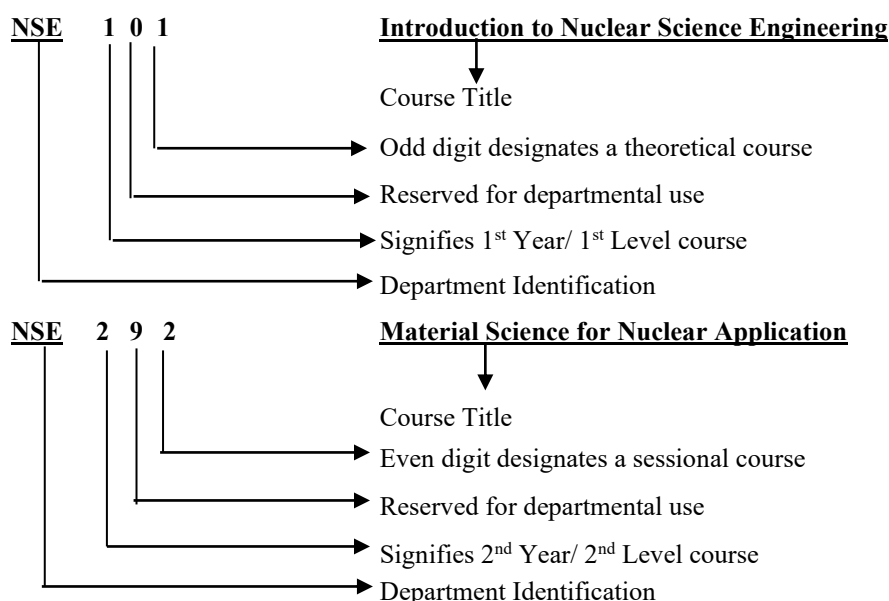 NSE 1 0 1 Introduction to Nuclear Science Engineering
Course Title
Odd digit designates a theoretical course
Reserved for departmental use
Signifies 1st Year/ 1st Level course
Department Identification
NSE 2 9 2 Material Science for Nuclear Application
Course Title
Even digit designates a sessional course
Reserved for departmental use
Signifies 2nd Year/ 2nd Level course
Department Identification